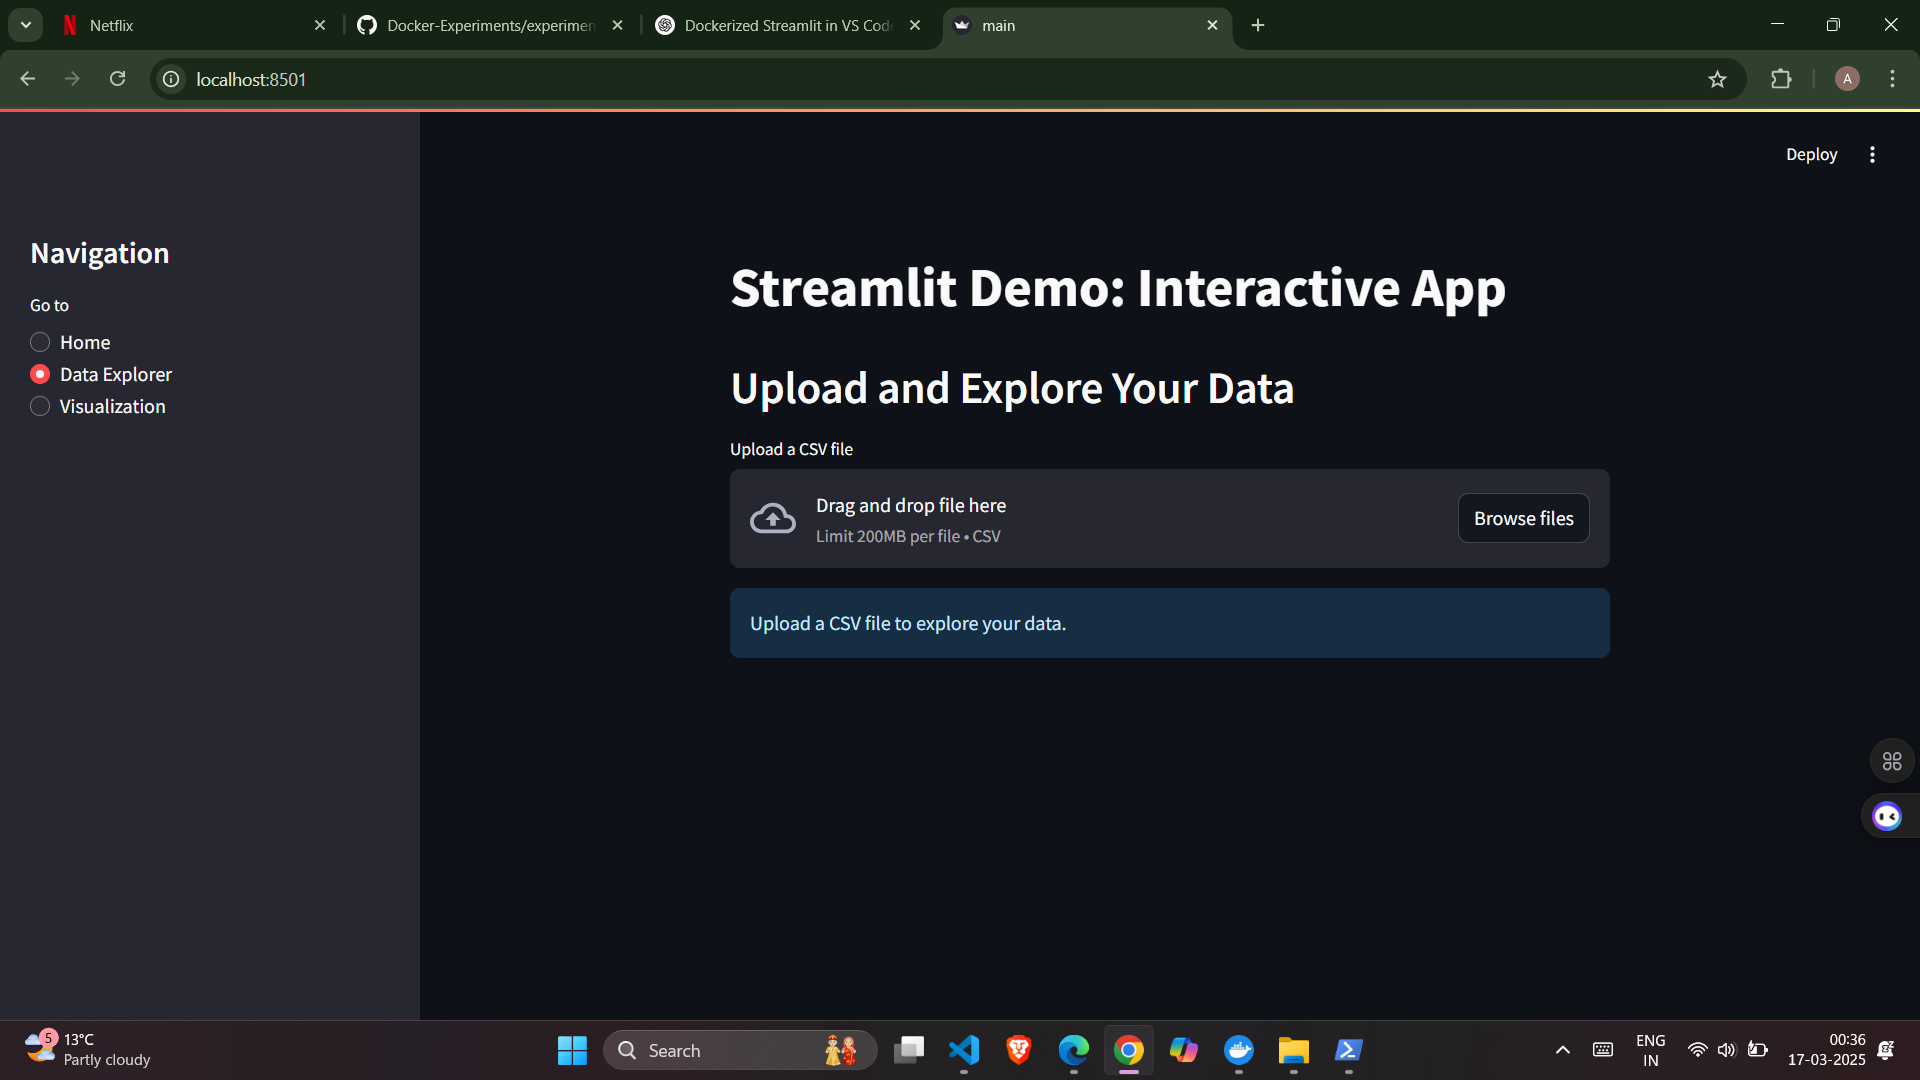 Netflix
Docker-Experiments/experimen
Dockerized Streamlit in VS Code
main
localhost:8501
A
Deploy
Navigation
Go to
Home
Data Explorer
Visualization
Streamlit Demo: Interactive App
Upload and Explore Your Data
Upload a CSV file
Drag and drop file here
Limit 200MB per file • CSV
Browse files
Upload a CSV file to explore your data.
5
13°C
Partly cloudy
Search
ENG
IN
00:36
17-03-2025